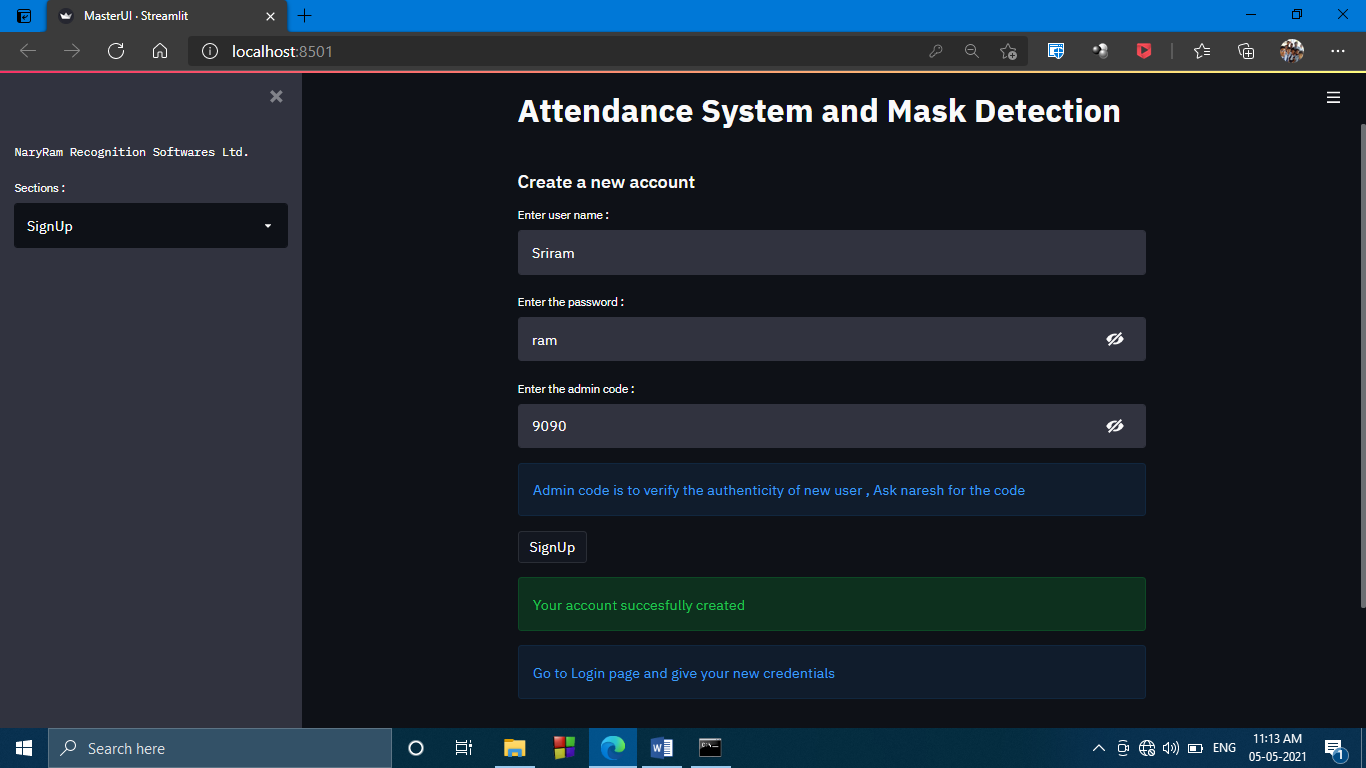 MasterUI · Streamlit
localhost:8501
Attendance System and Mask Detection
NaryRam Recognition Softwares Ltd.
Sections :
SignUp
Create a new account
Enter user name :
Sriram
Enter the password :
ram
Enter the admin code :
9090
Admin code is to verify the authenticity of new user , Ask naresh for the code
SignUp
Your account succesfully created
Go to Login page and give your new credentials
Search here
ENG
11:13 AM
05-05-2021
1